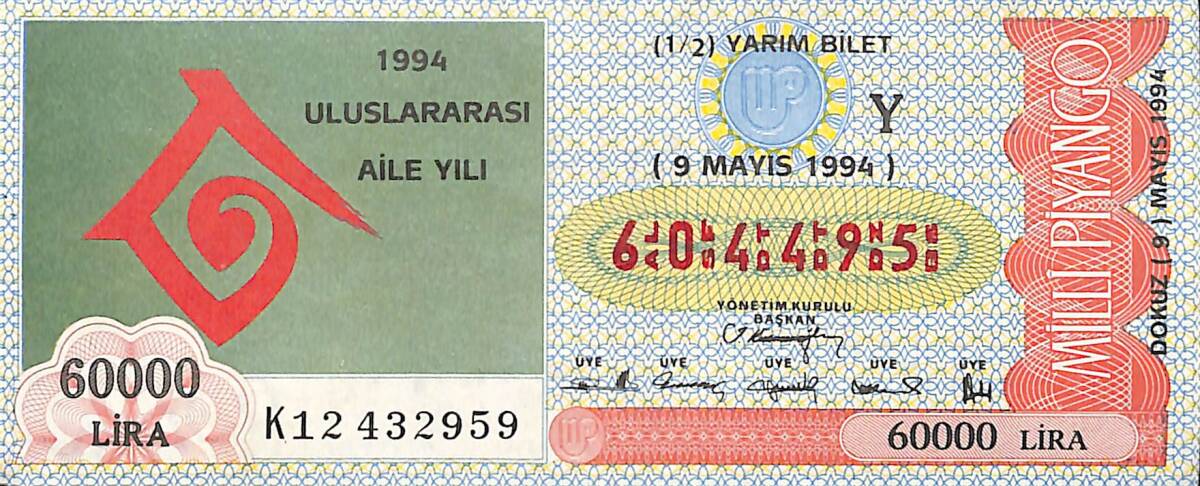 1994
ULUSLARARASI
AİLE YILI
60000
LİRA
K12 432959
(1/2) YARIM BİLET
Y
( 9 MAYIS 1994 )
604495
YÖNETİM KURULU
BAŞKAN
ÜYE ÜYE ÜYE ÜYE ÜYE
60000 LİRA
MİLLİ PİYANGO
DOKUZ ( 9 ) MAYIS 1994